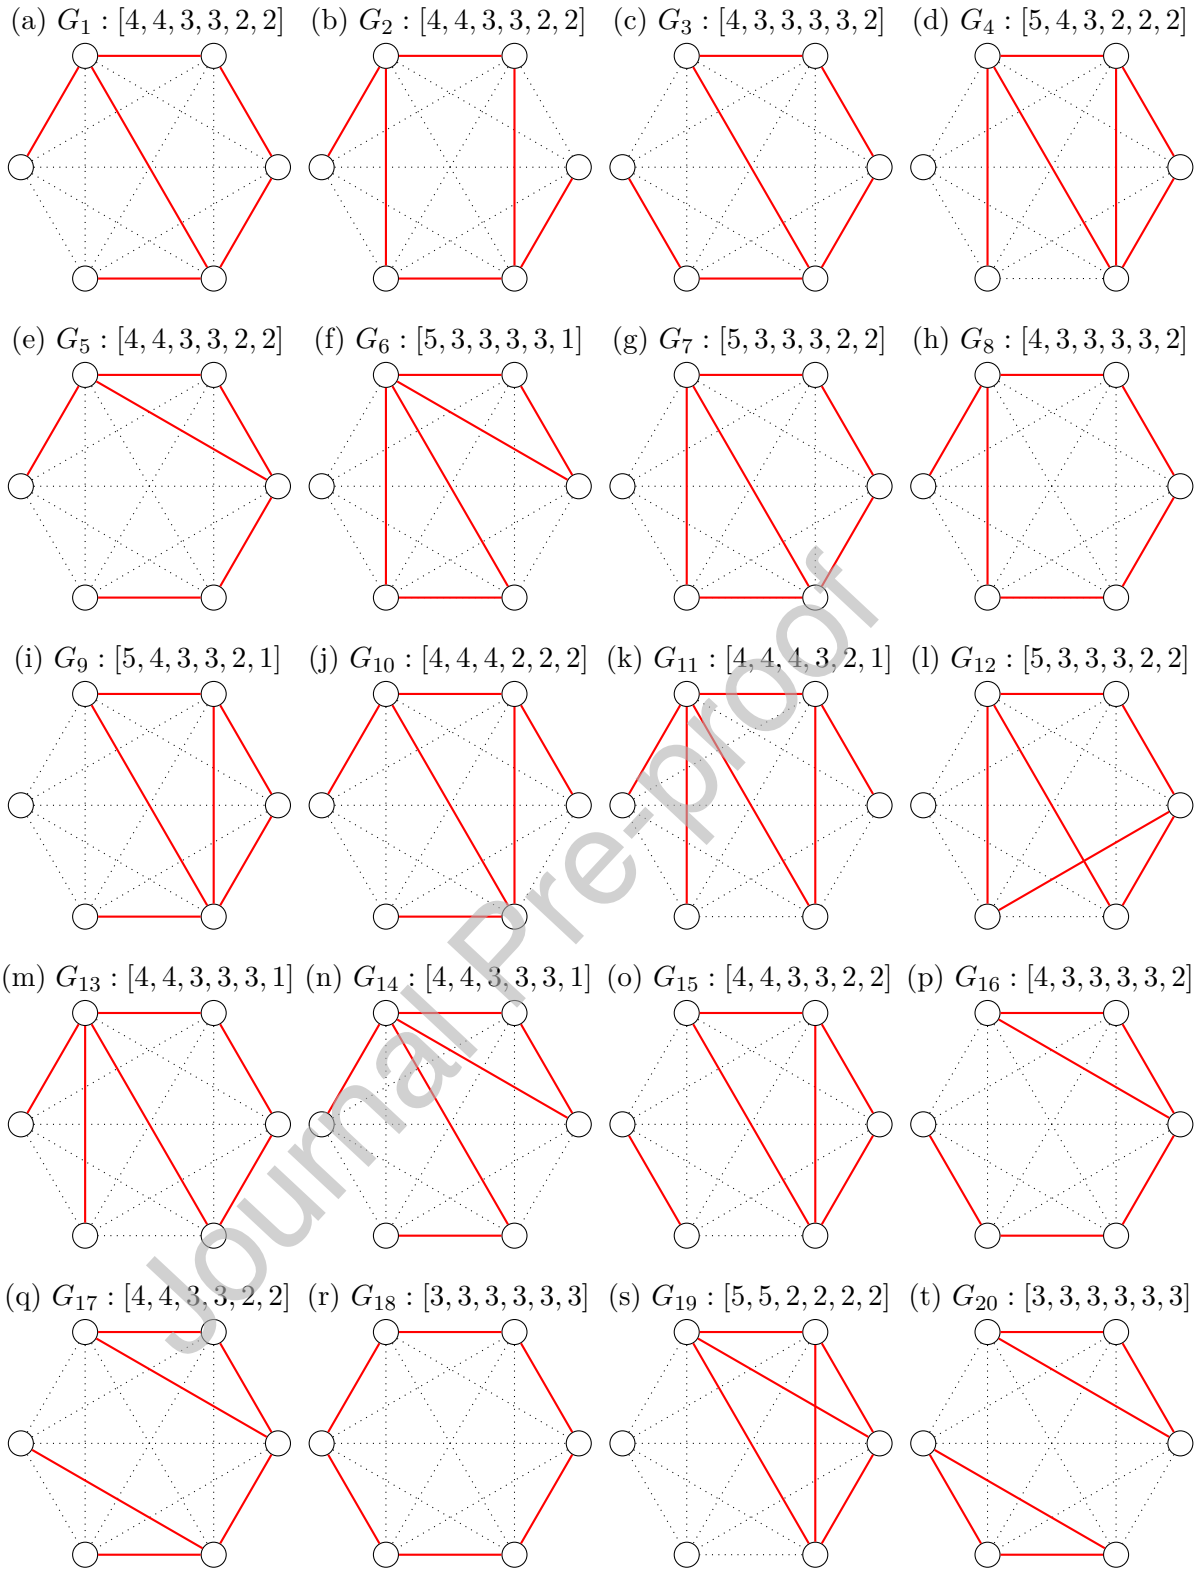 (a) G₁ : [4, 4, 3, 3, 2, 2] (b) G₂ : [4, 4, 3, 3, 2, 2] (c) G₃ : [4, 3, 3, 3, 3, 2] (d) G₄ : [5, 4, 3, 2, 2, 2]
(e) G₅ : [4, 4, 3, 3, 2, 2] (f) G₆ : [5, 3, 3, 3, 3, 1] (g) G₇ : [5, 3, 3, 3, 2, 2] (h) G₈ : [4, 3, 3, 3, 3, 2]
(i) G₉ : [5, 4, 3, 3, 2, 1] (j) G₁₀ : [4, 4, 4, 2, 2, 2] (k) G₁₁ : [4, 4, 4, 3, 2, 1] (l) G₁₂ : [5, 3, 3, 3, 2, 2]
(m) G₁₃ : [4, 4, 3, 3, 3, 1] (n) G₁₄ : [4, 4, 3, 3, 3, 1] (o) G₁₅ : [4, 4, 3, 3, 2, 2] (p) G₁₆ : [4, 3, 3, 3, 3, 2]
(q) G₁₇ : [4, 4, 3, 3, 2, 2] (r) G₁₈ : [3, 3, 3, 3, 3, 3] (s) G₁₉ : [5, 5, 2, 2, 2, 2] (t) G₂₀ : [3, 3, 3, 3, 3, 3]
Journal Pre-proof